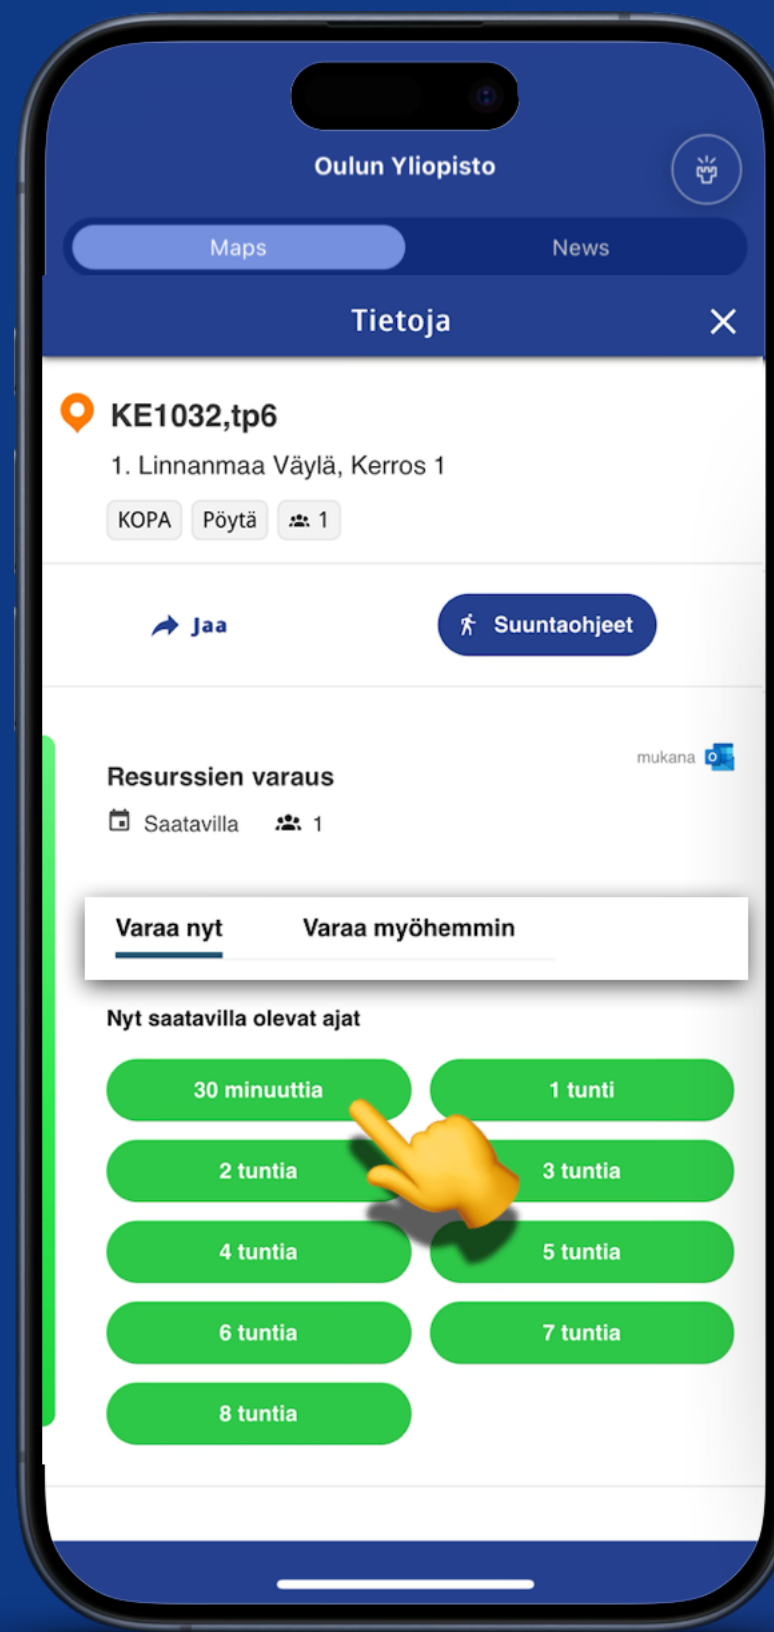 Oulun Yliopisto
Maps News
Tietoja
KE1032,tp6
1. Linnanmaa Väylä, Kerros 1
KOPA Pöytä 1
Jaa Suuntaohjeet
mukana
Resurssien varaus
Saatavilla 1
Varaa nyt Varaa myöhemmin
Nyt saatavilla olevat ajat
30 minuuttia 1 tunti
2 tuntia 3 tuntia
4 tuntia 5 tuntia
6 tuntia 7 tuntia
8 tuntia